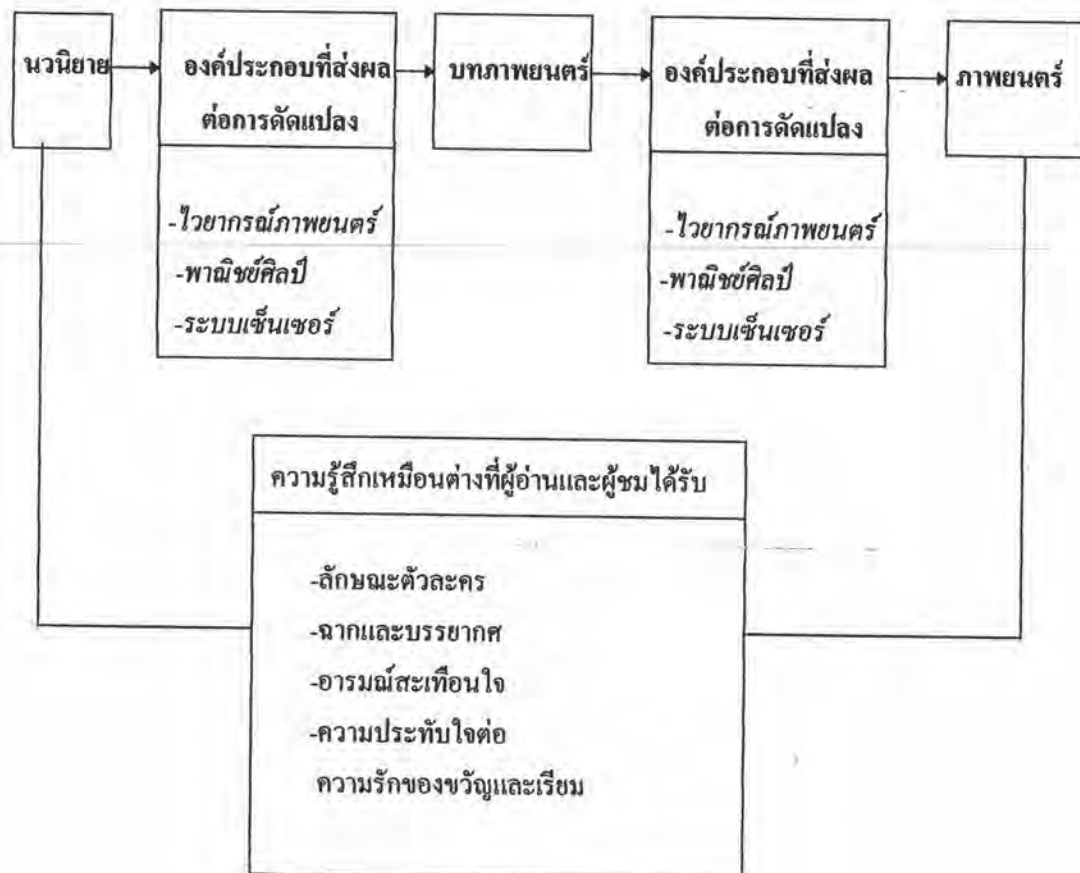 นวนิยาย
องค์ประกอบที่ส่งผล
ต่อการดัดแปลง
-ไวยากรณ์ภาพยนตร์
-พาณิชย์ศิลป์
-ระบบเซ็นเซอร์
บทภาพยนตร์
องค์ประกอบที่ส่งผล
ต่อการดัดแปลง
-ไวยากรณ์ภาพยนตร์
-พาณิชย์ศิลป์
-ระบบเซ็นเซอร์
ภาพยนตร์
ความรู้สึกเหมือนต่างที่ผู้อ่านและผู้ชมได้รับ
-ลักษณะตัวละคร
-ฉากและบรรยากศ
-อารมณ์สะเทือนใจ
-ความประทับใจต่อ
ความรักของขวัญและเรียม